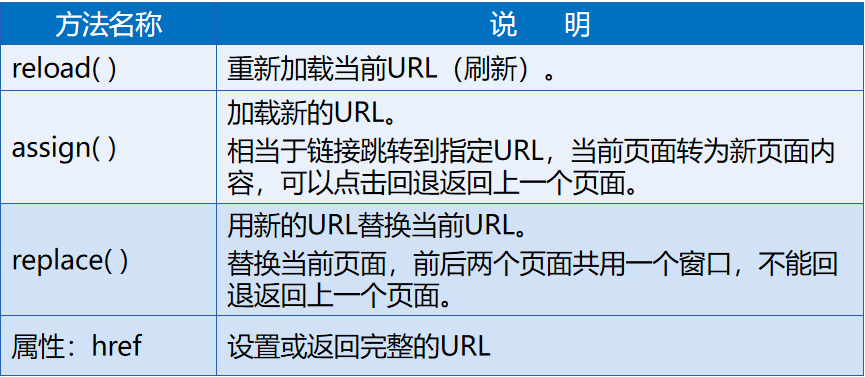 方法名称
说 明
reload( )
重新加载当前URL（刷新）。
assign( )
加载新的URL。
相当于链接跳转到指定URL，当前页面转为新页面内
容，可以点击回退返回上一个页面。
replace( )
用新的URL替换当前URL。
替换当前页面，前后两个页面共用一个窗口，不能回
退返回上一个页面。
属性：href
设置或返回完整的URL